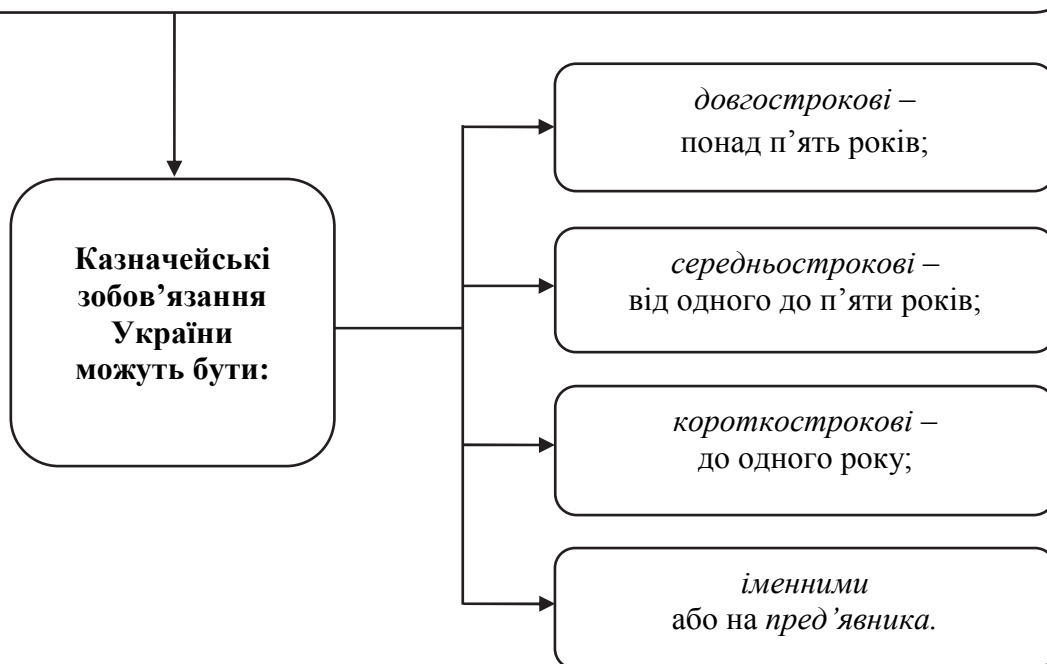 Казначейські
зобов’язання
України
можуть бути:
довгострокові –
понад п’ять років;
середньострокові –
від одного до п’яти років;
короткострокові –
до одного року;
іменними
або на пред’явника.